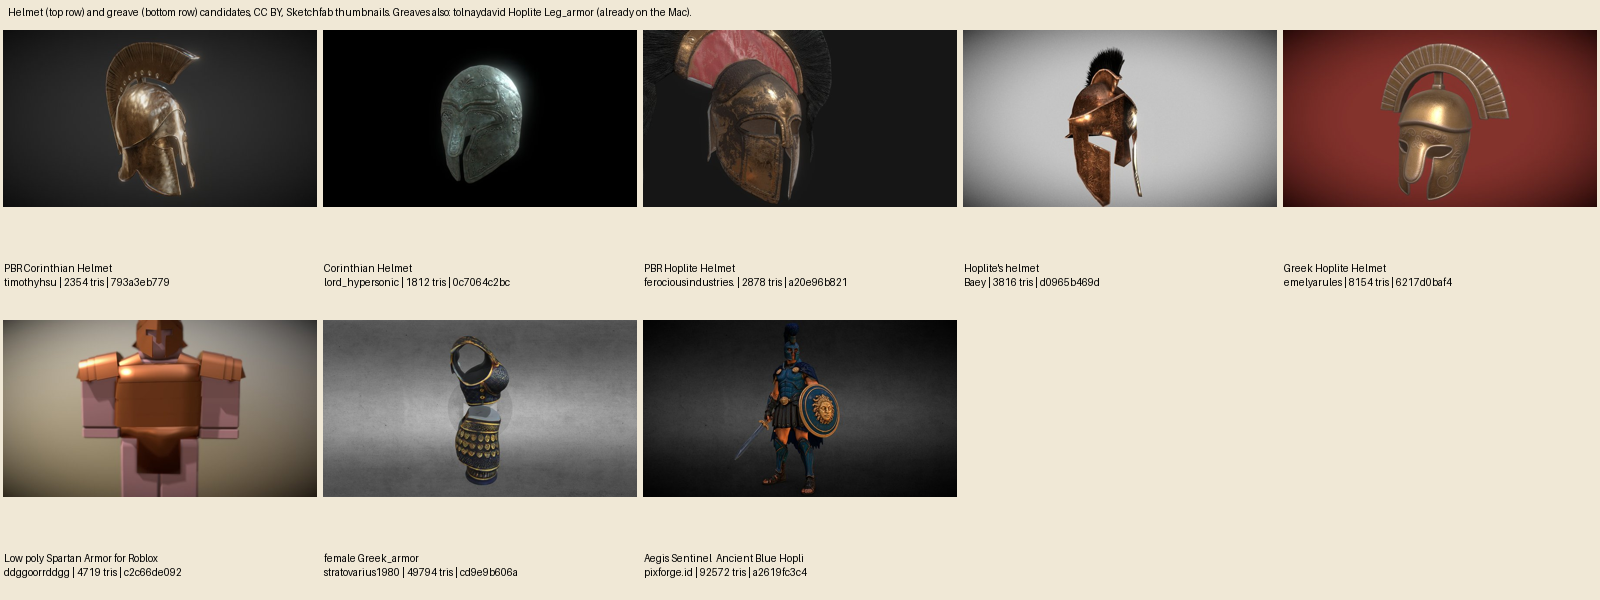 Helmet (top row) and greave (bottom row) candidates, CC BY, Sketchfab thumbnails. Greaves also: tolnaydavid Hoplite Leg_armor (already on the Mac).
PBR Corinthian Helmet
timothyhsu | 2354 tris | 793a3eb779
Corinthian Helmet
lord_hypersonic | 1812 tris | 0c7064c2bc
PBR Hoplite Helmet
ferociousindustries. | 2878 tris | a20e96b821
Hoplite's helmet
Baey | 3816 tris | d0965b469d
Greek Hoplite Helmet
emelyarules | 8154 tris | 6217d0baf4
Low poly Spartan Armor for Roblox
ddggoorrddgg | 4719 tris | c2c66de092
female Greek_armor
stratovarius1980 | 49794 tris | cd9e9b606a
Aegis Sentinel  Ancient Blue Hopli
pixforge.id | 92572 tris | a2619fc3c4